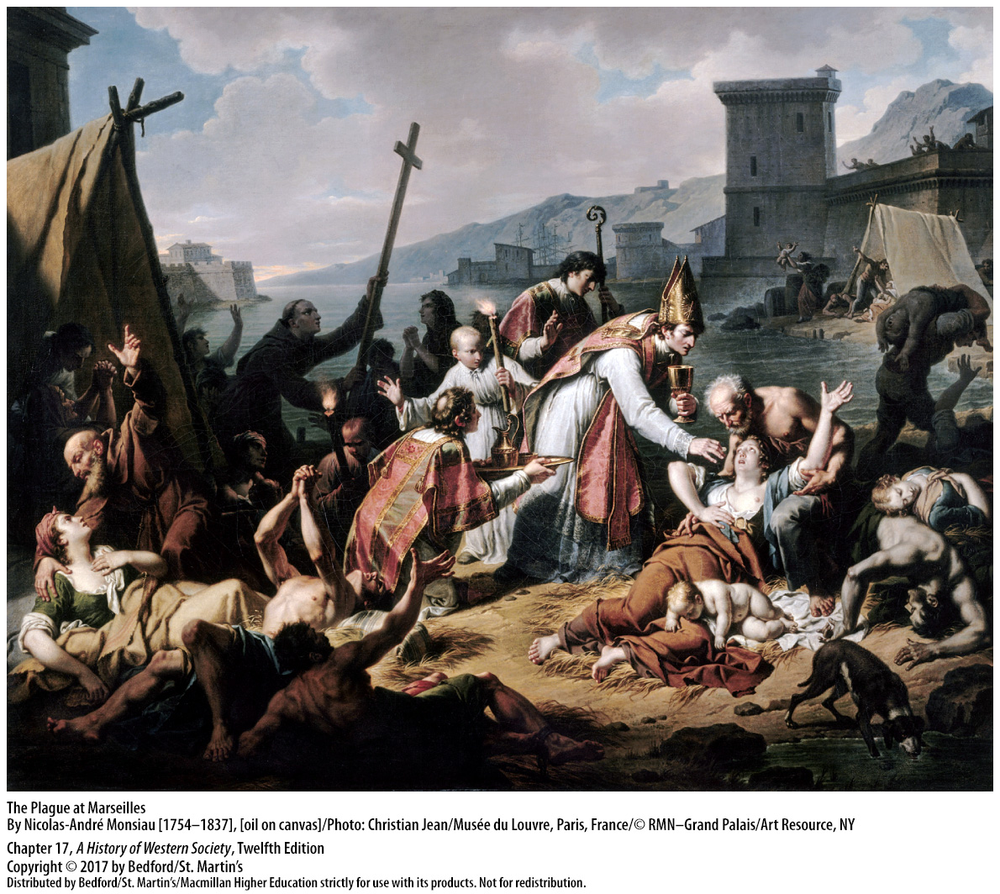 The Plague at Marseilles
By Nicolas-André Monsiau [1754–1837], [oil on canvas]/Photo: Christian Jean/Musée du Louvre, Paris, France/© RMN–Grand Palais/Art Resource, NY
Chapter 17, A History of Western Society, Twelfth Edition
Copyright © 2017 by Bedford/St. Martin’s
Distributed by Bedford/St. Martin’s/Macmillan Higher Education strictly for use with its products. Not for redistribution.